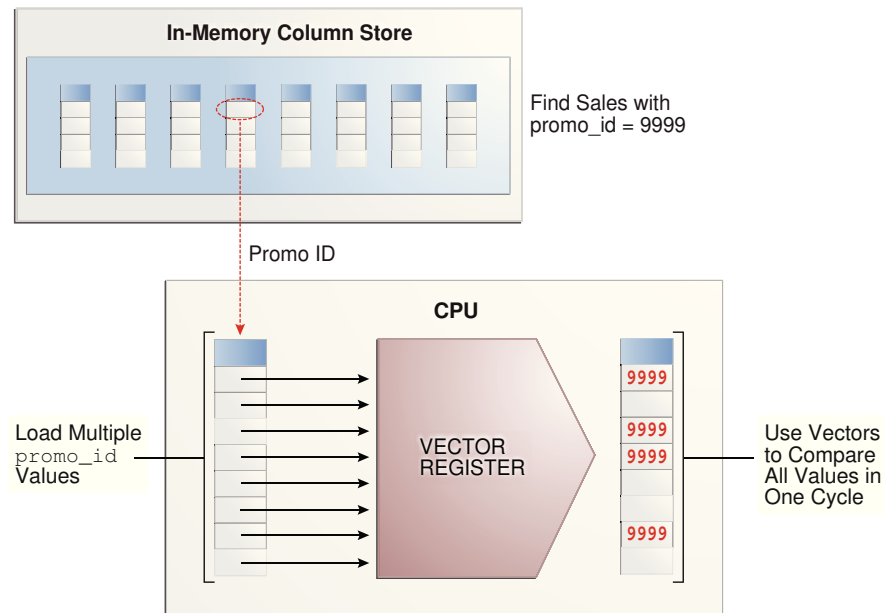 In-Memory Column Store
Find Sales with
promo_id = 9999
Promo ID
CPU
Load Multiple
promo_id
Values
VECTOR
REGISTER
9999
9999
9999
9999
Use Vectors
to Compare
All Values in
One Cycle